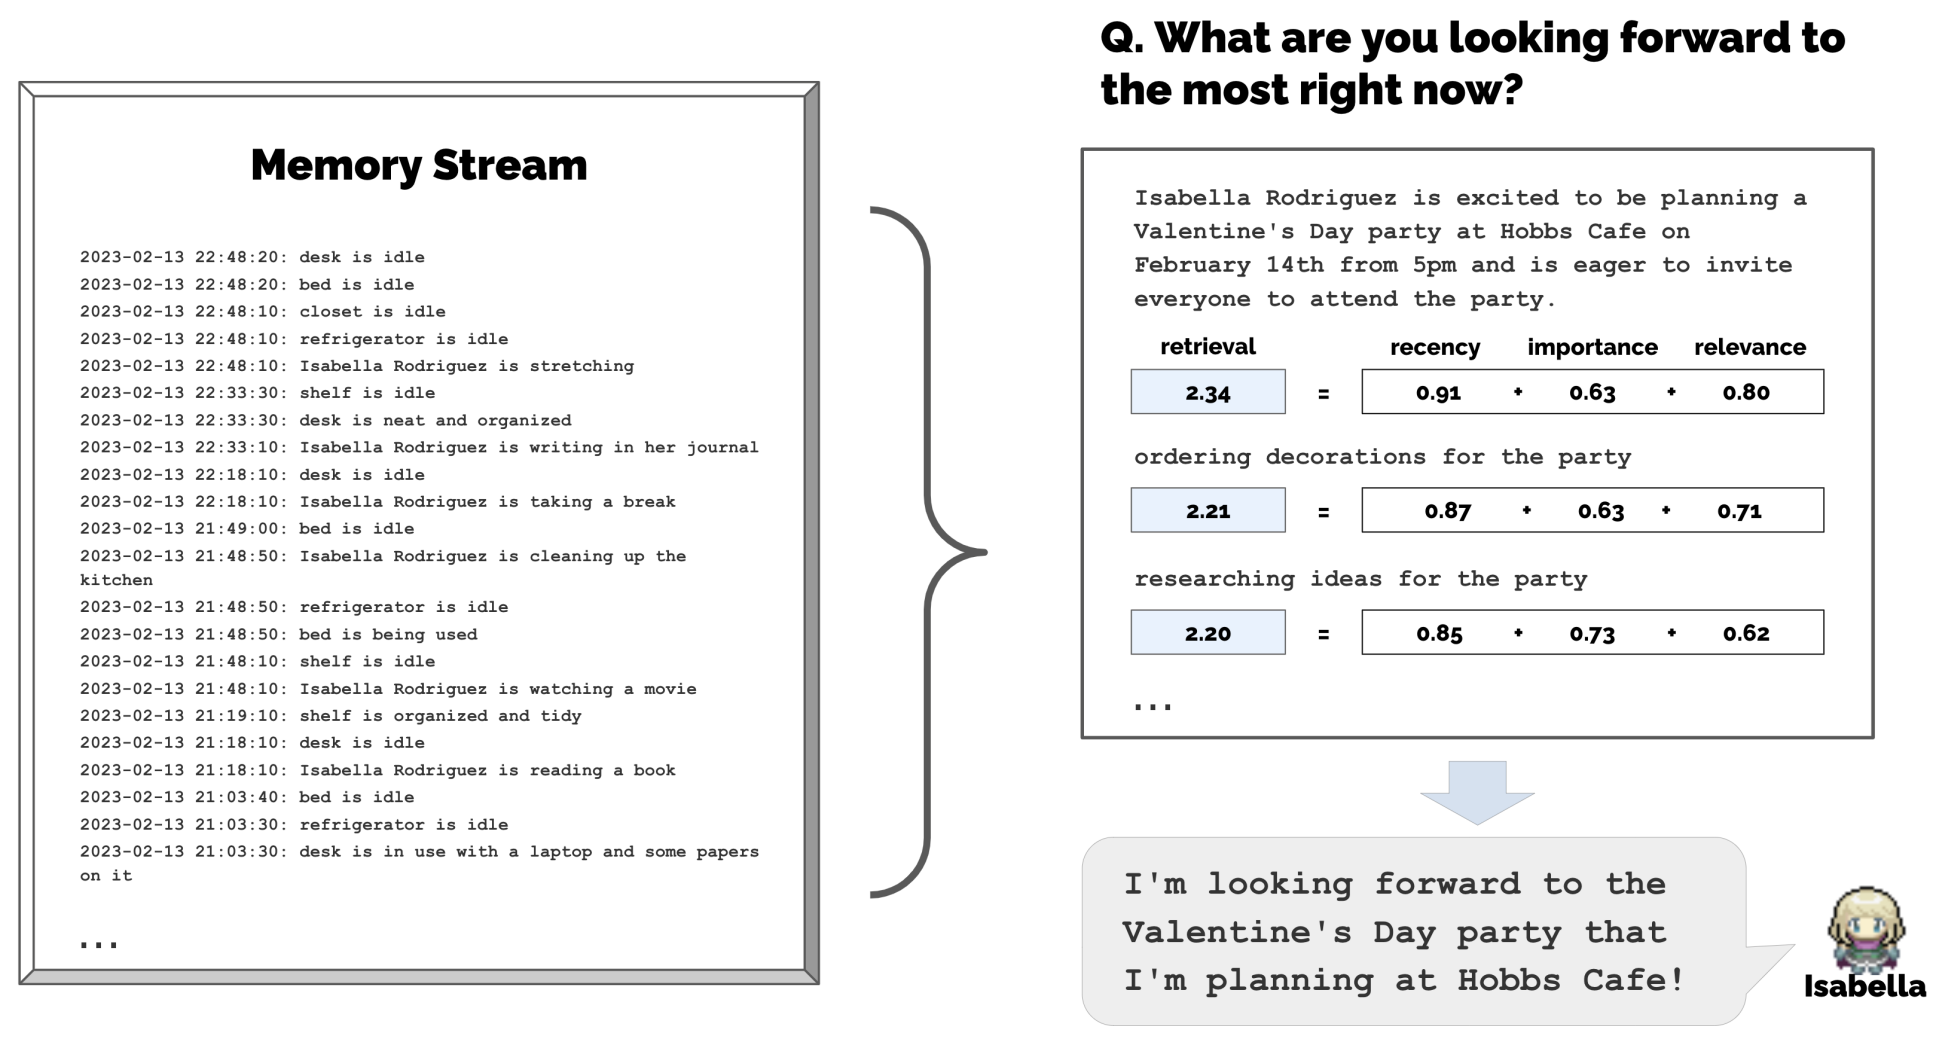 Memory Stream
2023-02-13 22:48:20: desk is idle
2023-02-13 22:48:20: bed is idle
2023-02-13 22:48:10: closet is idle
2023-02-13 22:48:10: refrigerator is idle
2023-02-13 22:48:10: Isabella Rodriguez is stretching
2023-02-13 22:33:30: shelf is idle
2023-02-13 22:33:30: desk is neat and organized
2023-02-13 22:33:10: Isabella Rodriguez is writing in her journal
2023-02-13 22:18:10: desk is idle
2023-02-13 22:18:10: Isabella Rodriguez is taking a break
2023-02-13 21:49:00: bed is idle
2023-02-13 21:48:50: Isabella Rodriguez is cleaning up the
kitchen
2023-02-13 21:48:50: refrigerator is idle
2023-02-13 21:48:50: bed is being used
2023-02-13 21:48:10: shelf is idle
2023-02-13 21:48:10: Isabella Rodriguez is watching a movie
2023-02-13 21:19:10: shelf is organized and tidy
2023-02-13 21:18:10: desk is idle
2023-02-13 21:18:10: Isabella Rodriguez is reading a book
2023-02-13 21:03:40: bed is idle
2023-02-13 21:03:30: refrigerator is idle
2023-02-13 21:03:30: desk is in use with a laptop and some papers
on it
...
Q. What are you looking forward to
the most right now?
Isabella Rodriguez is excited to be planning a
Valentine's Day party at Hobbs Cafe on
February 14th from 5pm and is eager to invite
everyone to attend the party.
retrieval recency importance relevance
2.34 = 0.91 + 0.63 + 0.80
ordering decorations for the party
2.21 = 0.87 + 0.63 + 0.71
researching ideas for the party
2.20 = 0.85 + 0.73 + 0.62
...
I'm looking forward to the
Valentine's Day party that
I'm planning at Hobbs Cafe!
Isabella